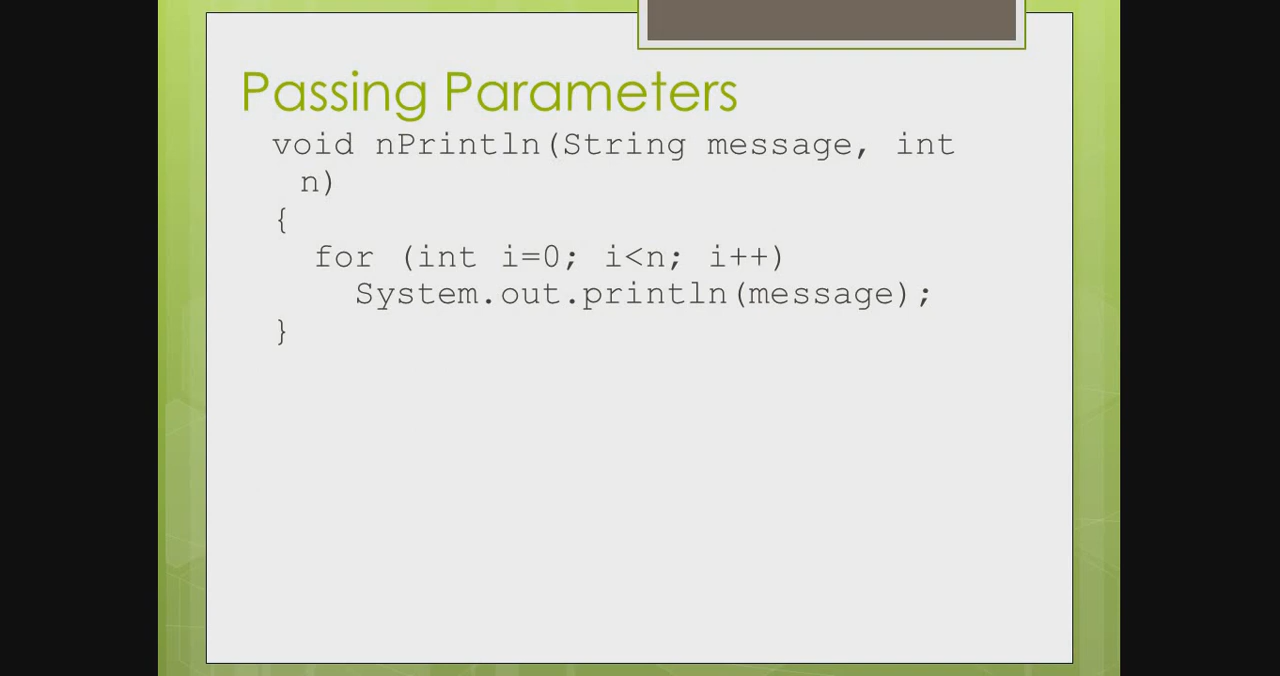 Passing Parameters
void nPrintln(String message, int
n)
{
for (int i=0; i<n; i++)
System.out.println(message);
}